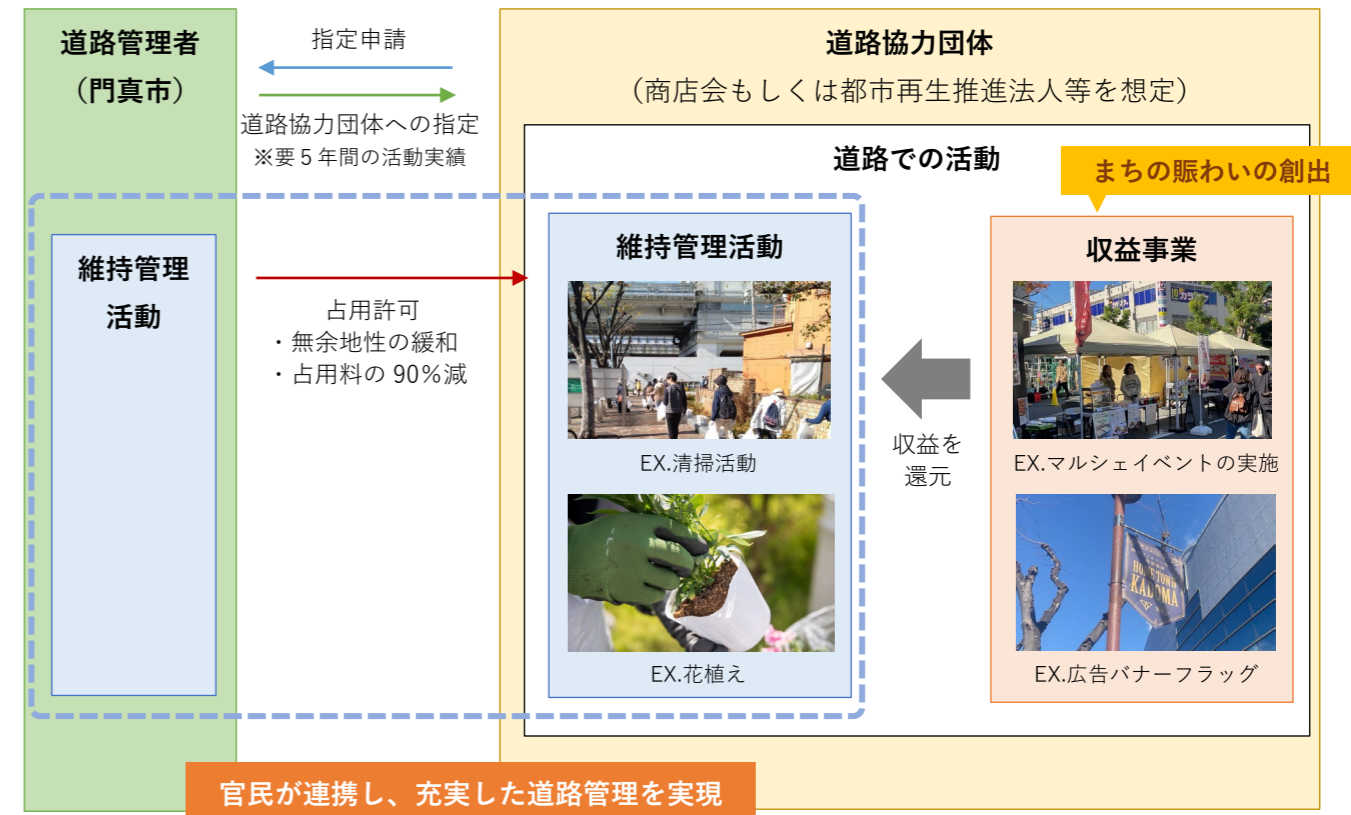 道路管理者
（門真市）
指定申請
道路協力団体への指定
※要５年間の活動実績
道路協力団体
（商店会もしくは都市再生推進法人等を想定）
道路での活動
まちの賑わいの創出
維持管理
活動
占用許可
・無余地性の緩和
・占用料の 90%減
維持管理活動
EX.清掃活動
EX.花植え
収益を
還元
収益事業
EX.マルシェイベントの実施
HOME TOWN
KADOMA
EX.広告バナーフラッグ
官民が連携し、充実した道路管理を実現